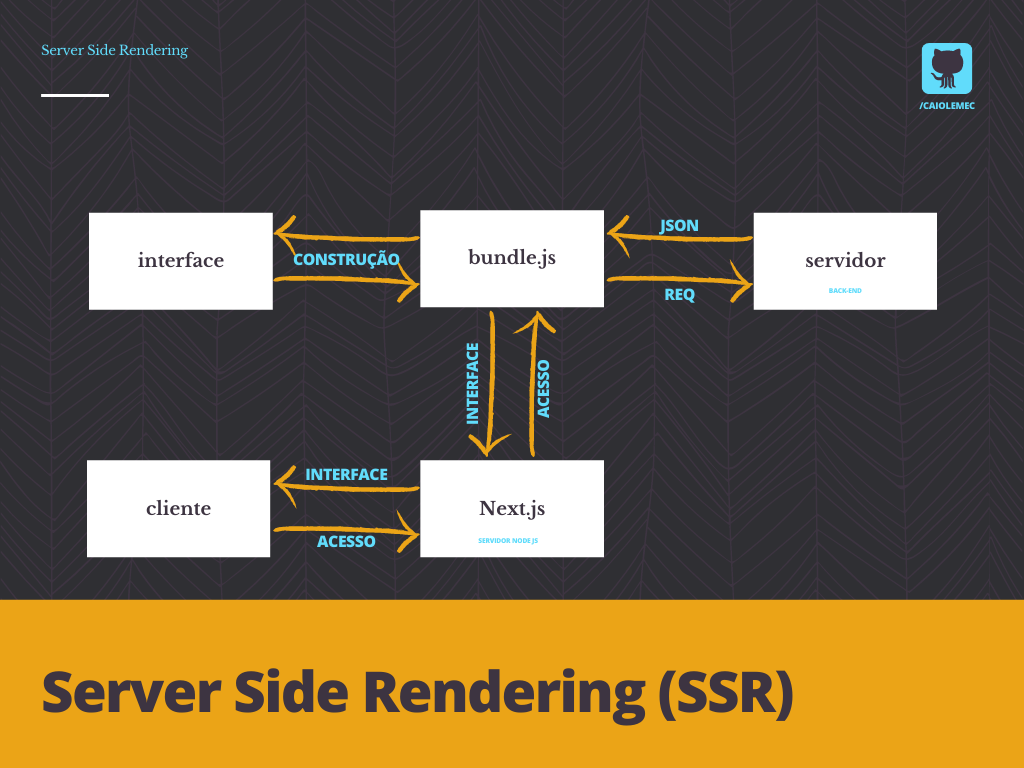 Server Side Rendering
/CAIOLEMEC
interface
CONSTRUÇÃO
bundle.js
JSON
REQ
servidor
BACK-END
INTERFACE
ACESSO
cliente
INTERFACE
ACESSO
Next.js
SERVIDOR NODE JS
Server Side Rendering (SSR)